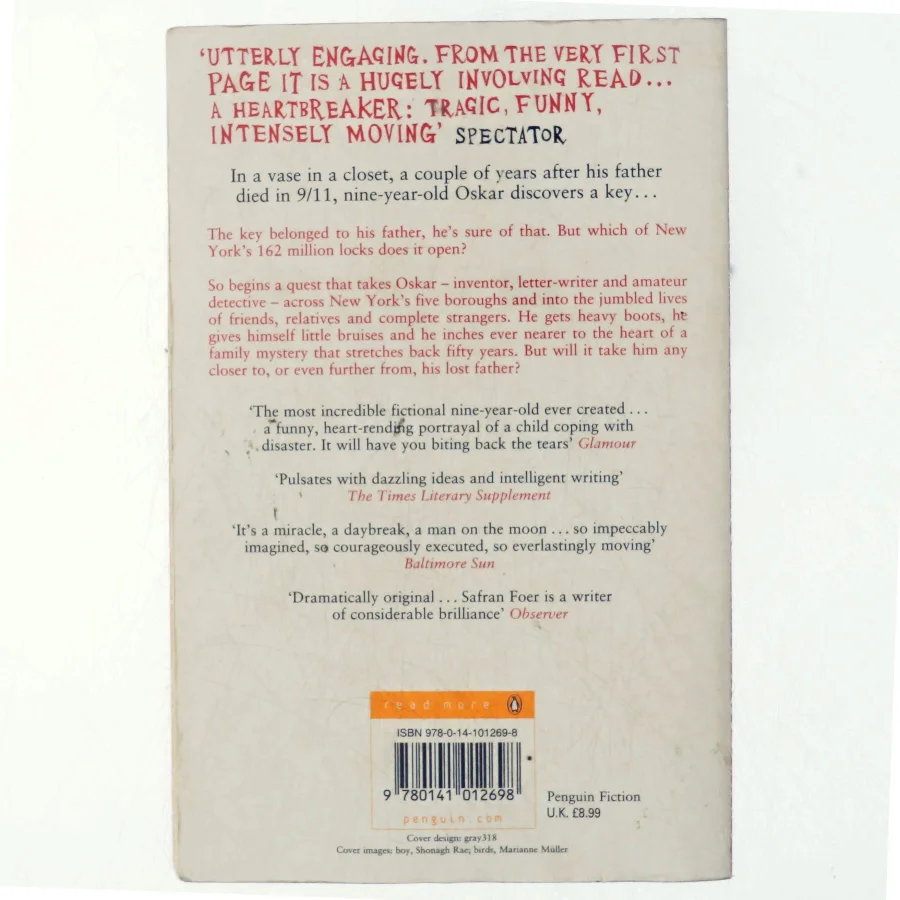 ‘UTTERLY ENGAGING. FROM THE VERY FIRST
PAGE IT IS A HUGELY INVOLVING READ...
A HEARTBREAKER: TRAGIC, FUNNY,
INTENSELY MOVING’ SPECTATOR
In a vase in a closet, a couple of years after his father
died in 9/11, nine-year-old Oskar discovers a key...
The key belonged to his father, he's sure of that. But which of New
York's 162 million locks does it open?
So begins a quest that takes Oskar – inventor, letter-writer and amateur
detective – across New York's five boroughs and into the jumbled lives
of friends, relatives and complete strangers. He gets heavy boots, he
gives himself little bruises and he inches ever nearer to the heart of a
family mystery that stretches back fifty years. But will it take him any
closer to, or even further from, his lost father?
‘The most incredible fictional nine-year-old ever created...
a funny, heart-rending portrayal of a child coping with
disaster. It will have you biting back the tears’ Glamour
‘Pulsates with dazzling ideas and intelligent writing’
The Times Literary Supplement
‘It's a miracle, a daybreak, a man on the moon... so impeccably
imagined, so courageously executed, so everlastingly moving’
Baltimore Sun
‘Dramatically original... Safran Foer is a writer
of considerable brilliance’ Observer
read more
ISBN 978-0-14-101269-8
9 780141 012698
penguin.com
Penguin Fiction
U.K. £8.99
Cover design: gray318
Cover images: boy, Shonagh Rae; birds, Marianne Müller